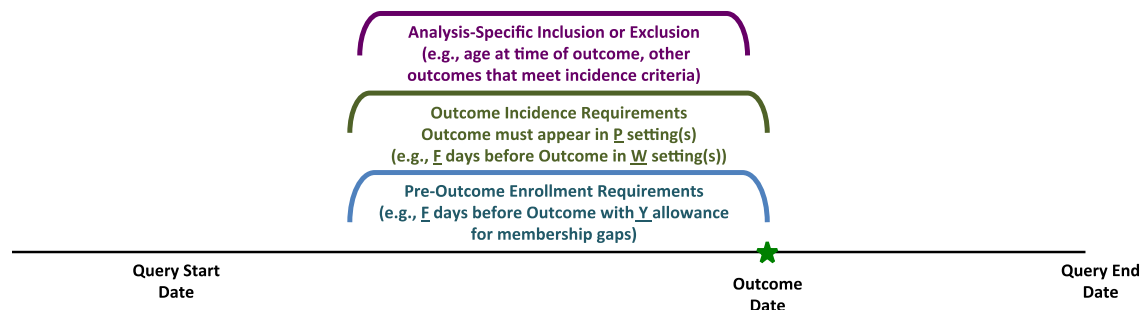 Analysis-Specific Inclusion or Exclusion
(e.g., age at time of outcome, other
outcomes that meet incidence criteria)
Outcome Incidence Requirements
Outcome must appear in P setting(s)
(e.g., F days before Outcome in W setting(s))
Pre-Outcome Enrollment Requirements
(e.g., F days before Outcome with Y allowance
for membership gaps)
Query Start
Date
Outcome
Date
Query End
Date